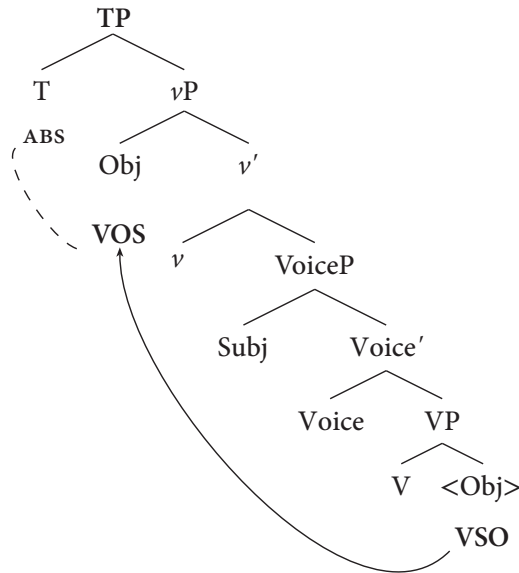 TP
T vP
ABS
Obj v′
VOS v
VoiceP
Subj Voice′
Voice VP
V <Obj>
VSO